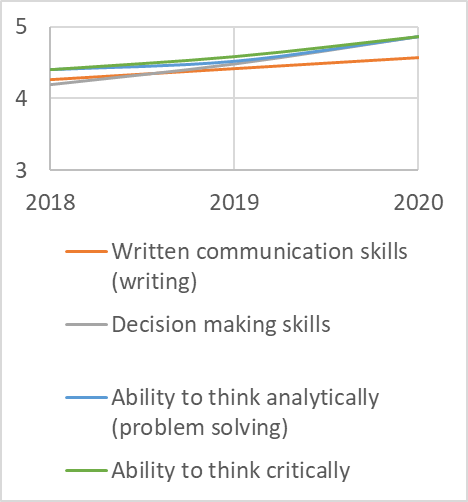 5
4
3
2018 2019 2020
Written communication skills
(writing)
Decision making skills
Ability to think analytically
(problem solving)
Ability to think critically